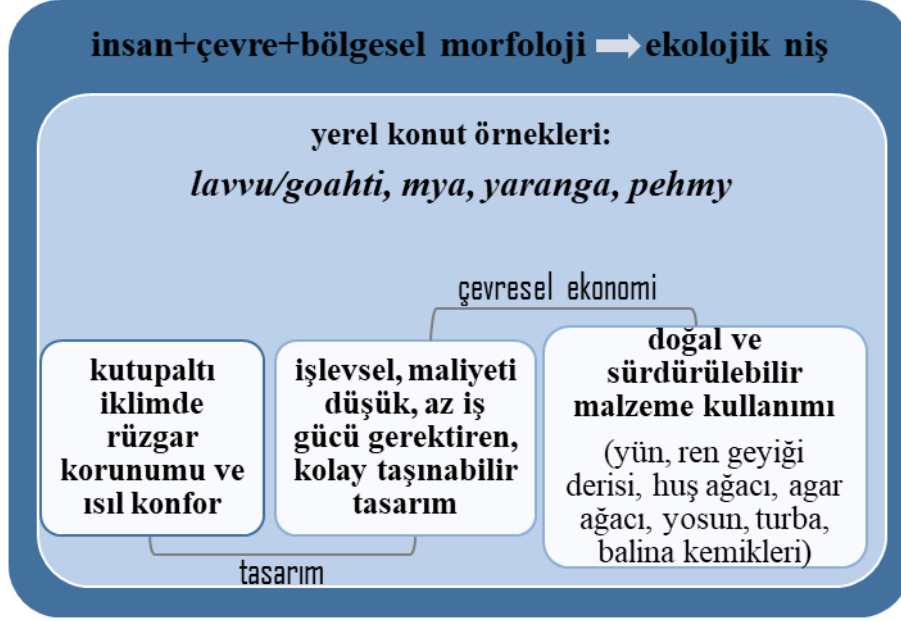 insan+çevre+bölgesel morfoloji ekolojik niş
yerel konut örnekleri:
lavvu/goahti, mya, yaranga, pehmy
çevresel ekonomi
kutupaltı
iklimde
rüzgar
korunumu ve
ısıl konfor
işlevsel, maliyeti
düşük, az iş
gücü gerektiren,
kolay taşınabilir
tasarım
doğal ve
sürdürülebilir
malzeme kullanımı
(yün, ren geyiği
derisi, huş ağacı, agar
ağacı, yosun, turba,
balina kemikleri)
tasarım